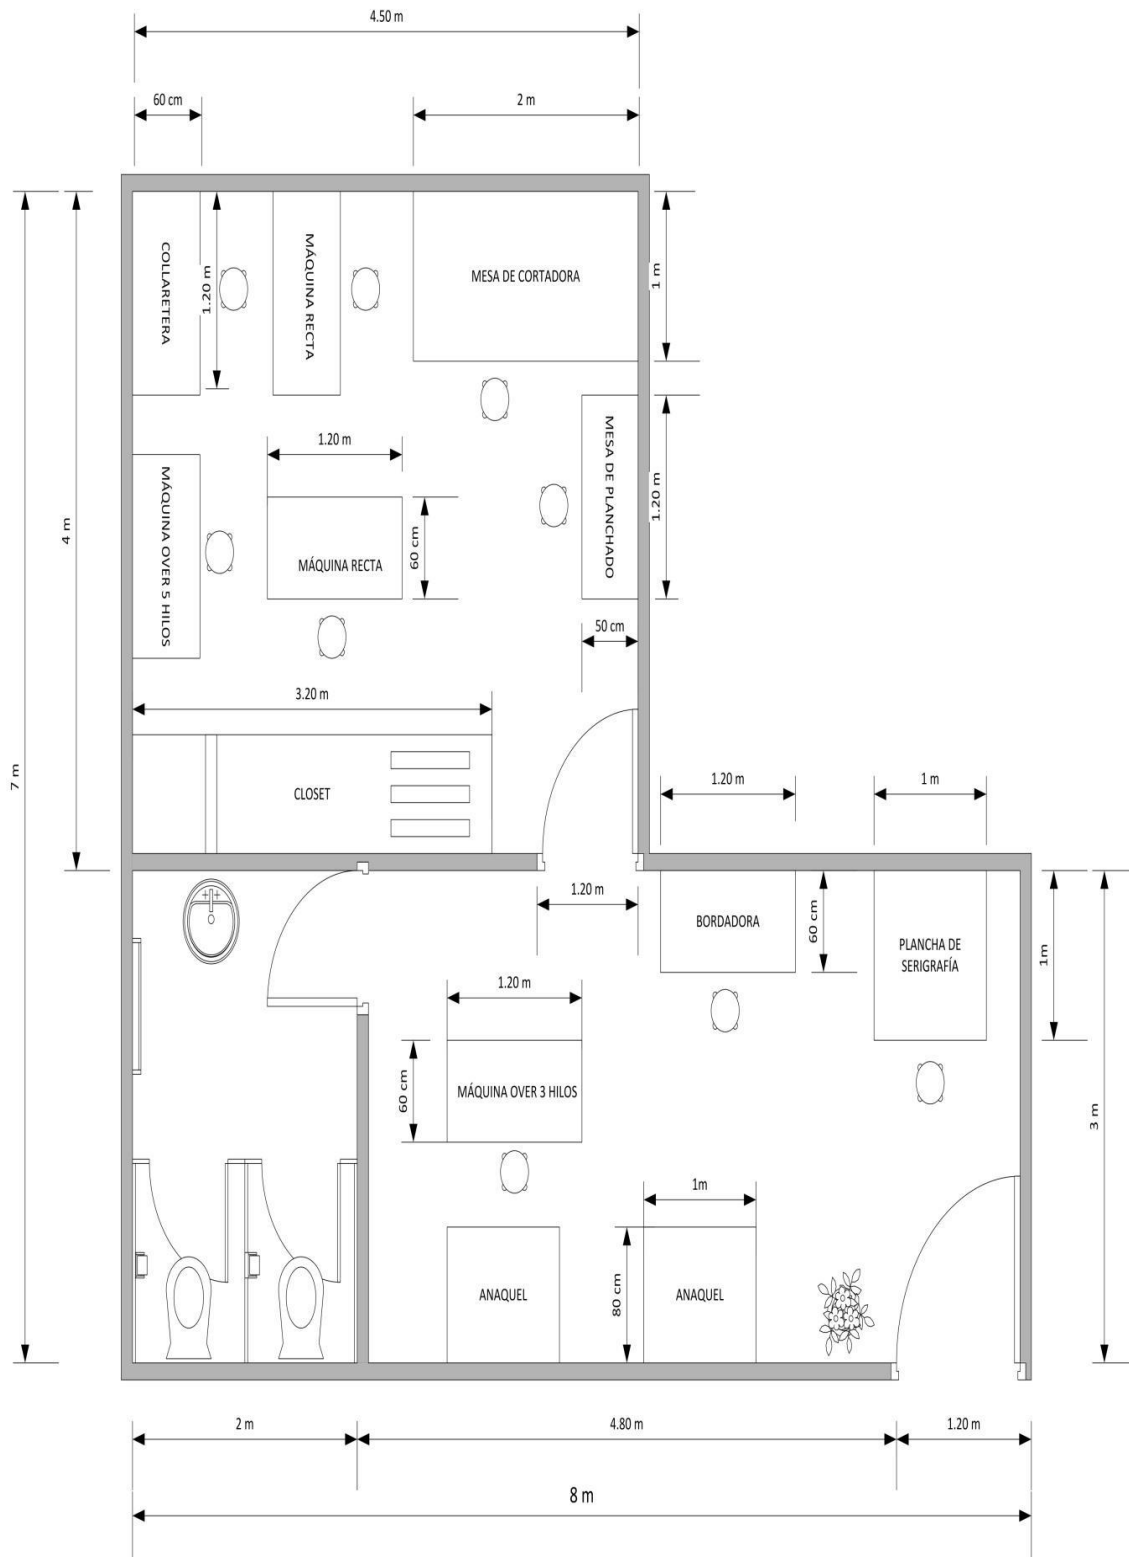 4.50 m
60 cm
2 m
COLLARETERA
1.20 m
MÁQUINA RECTA
MESA DE CORTADORA
1 m
4 m
7 m
MÁQUINA OVER 5 HILOS
1.20 m
MÁQUINA RECTA
60 cm
MESA DE PLANCHADO
1.20 m
50 cm
3.20 m
CLOSET
1.20 m
1 m
1.20 m
BORDADORA
60 cm
PLANCHA DE
SERIGRAFÍA
1m
1.20 m
60 cm
MÁQUINA OVER 3 HILOS
3 m
1m
ANAQUEL
80 cm
ANAQUEL
2 m
4.80 m
1.20 m
8 m